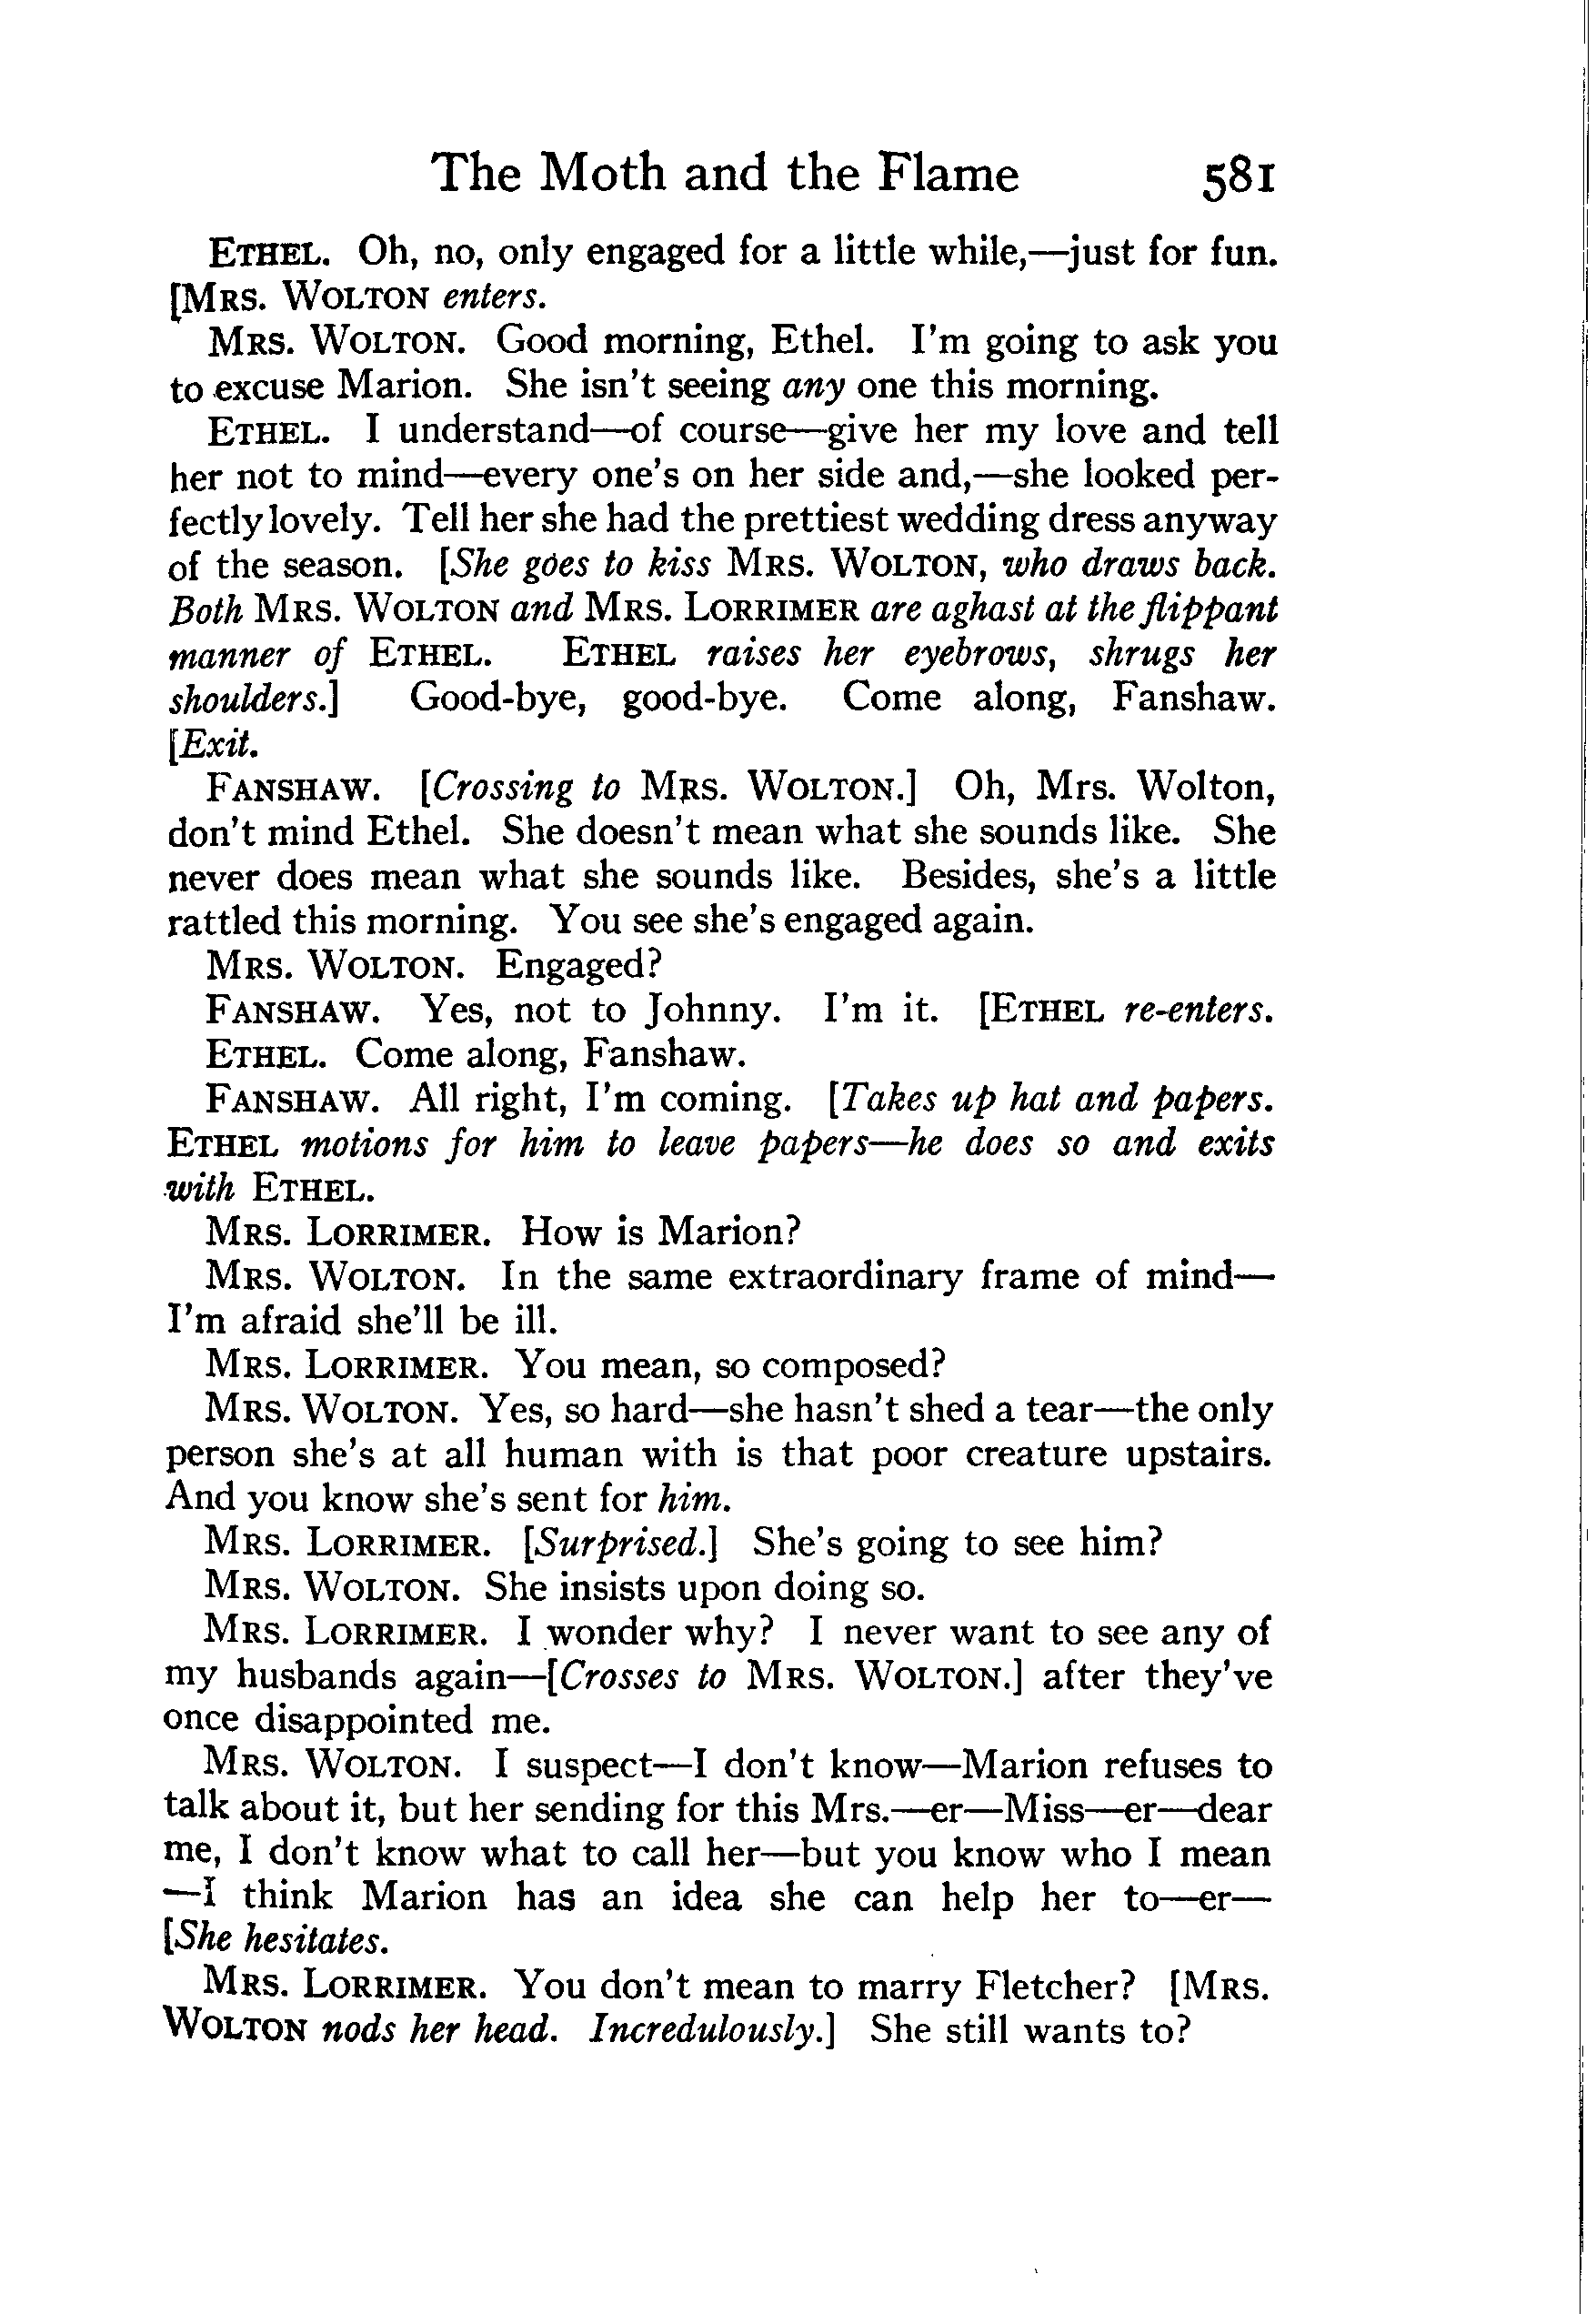 The Moth and the Flame 581
ETHEL. Oh, no, only engaged for a little while,—just for fun.
[MRS. WOLTON enters.
MRS. WOLTON. Good morning, Ethel. I'm going to ask you
to excuse Marion. She isn't seeing any one this morning.
ETHEL. I understand—of course—give her my love and tell
her not to mind—every one's on her side and,—she looked per-
fectly lovely. Tell her she had the prettiest wedding dress anyway
of the season. [She goes to kiss MRS. WOLTON, who draws back.
Both MRS. WOLTON and MRS. LORRIMER are aghast at the flippant
manner of ETHEL. ETHEL raises her eyebrows, shrugs her
shoulders.] Good-bye, good-bye. Come along, Fanshaw.
[Exit.
FANSHAW. [Crossing to MRS. WOLTON.] Oh, Mrs. Wolton,
don't mind Ethel. She doesn't mean what she sounds like. She
never does mean what she sounds like. Besides, she's a little
rattled this morning. You see she's engaged again.
MRS. WOLTON. Engaged?
FANSHAW. Yes, not to Johnny. I'm it. [ETHEL re-enters.
ETHEL. Come along, Fanshaw.
FANSHAW. All right, I'm coming. [Takes up hat and papers.
ETHEL motions for him to leave papers—he does so and exits
with ETHEL.
MRS. LORRIMER. How is Marion?
MRS. WOLTON. In the same extraordinary frame of mind—
I'm afraid she'll be ill.
MRS. LORRIMER. You mean, so composed?
MRS. WOLTON. Yes, so hard—she hasn't shed a tear—the only
person she's at all human with is that poor creature upstairs.
And you know she's sent for him.
MRS. LORRIMER. [Surprised.] She's going to see him?
MRS. WOLTON. She insists upon doing so.
MRS. LORRIMER. I wonder why? I never want to see any of
my husbands again—[Crosses to MRS. WOLTON.] after they've
once disappointed me.
MRS. WOLTON. I suspect—I don't know—Marion refuses to
talk about it, but her sending for this Mrs.—er—Miss—er—dear
me, I don't know what to call her—but you know who I mean
—I think Marion has an idea she can help her to—er—
[She hesitates.
MRS. LORRIMER. You don't mean to marry Fletcher? [MRS.
WOLTON nods her head. Incredulously.] She still wants to?